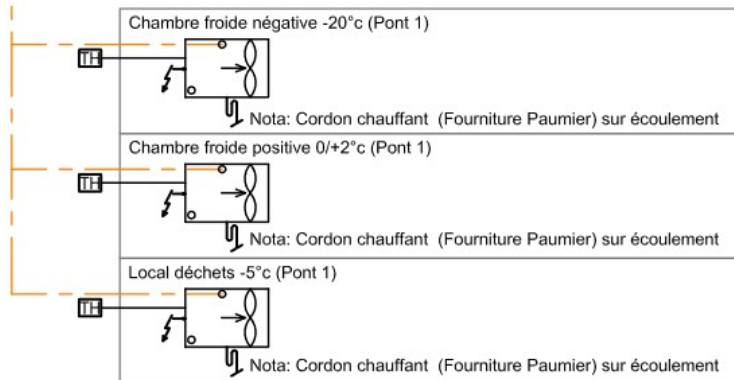 Chambre froide négative -20°c (Pont 1)
TH
Nota: Cordon chauffant (Fourniture Paumier) sur écoulement
Chambre froide positive 0/+2°c (Pont 1)
TH
Nota: Cordon chauffant (Fourniture Paumier) sur écoulement
Local déchets -5°c (Pont 1)
TH
Nota: Cordon chauffant (Fourniture Paumier) sur écoulement